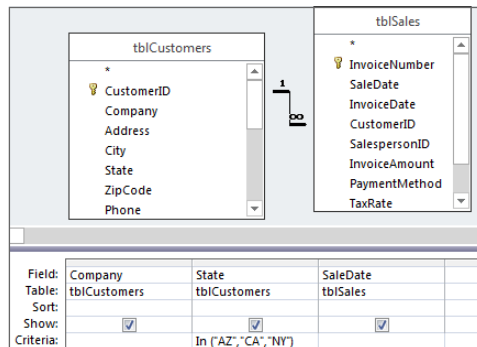 tblCustomers
*
CustomerID
Company
Address
City
State
ZipCode
Phone
1
∞
tblSales
*
InvoiceNumber
SaleDate
InvoiceDate
CustomerID
SalespersonID
InvoiceAmount
PaymentMethod
TaxRate
Field: Company State SaleDate
Table: tblCustomers tblCustomers tblSales
Sort:
Show:
Criteria: In ("AZ","CA","NY")